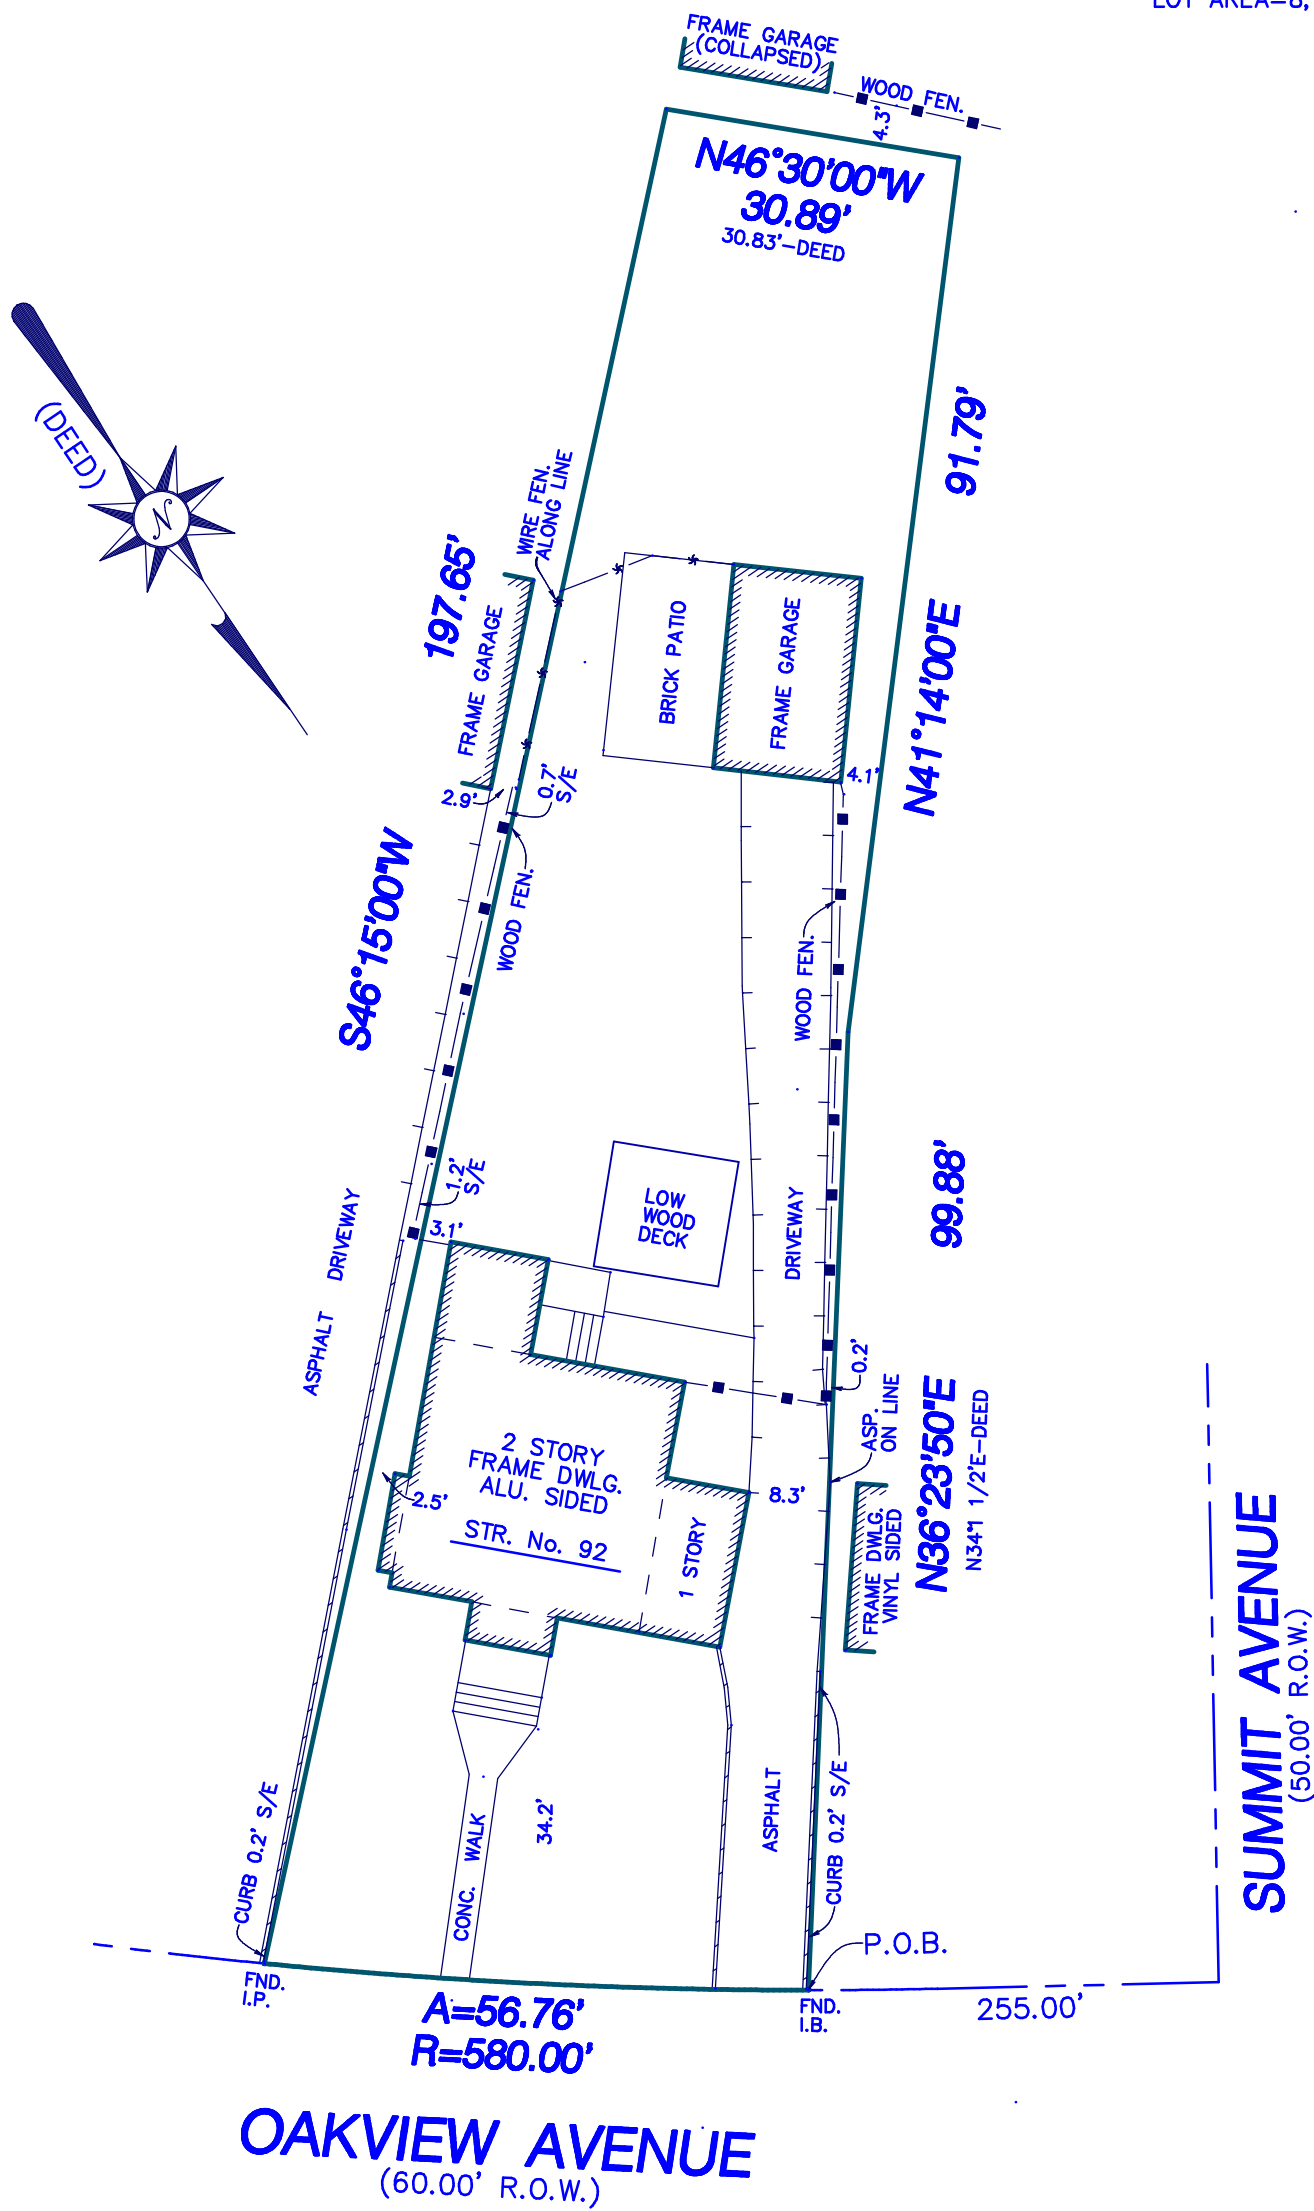 LOT AREA=8,
FRAME GARAGE
(COLLAPSED)
WOOD FEN.
4.3'
N46°30'00"W
30.89'
30.83'-DEED
(DEED)
N
91.79'
WIRE FEN.
ALONG LINE
197.65'
FRAME GARAGE
BRICK PATIO
FRAME GARAGE
N41°14'00"E
4.1'
2.9'
0.7'
S/E
WOOD FEN.
S46°15'00"W
WOOD FEN.
99.88'
1.2'
S/E
3.1'
LOW
WOOD
DECK
DRIVEWAY
ASPHALT DRIVEWAY
0.2'
ASP.
ON LINE
N36°23'50"E
N34°1 1/2'E-DEED
2 STORY
FRAME DWLG.
ALU. SIDED
STR. No. 92
2.5'
8.3'
1 STORY
FRAME DWLG.
VINYL SIDED
SUMMIT AVENUE
(50.00' R.O.W.)
CURB 0.2' S/E
CONC. WALK
34.2'
ASPHALT
CURB 0.2' S/E
P.O.B.
FND.
I.P.
FND.
I.B.
255.00'
A=56.76'
R=580.00'
OAKVIEW AVENUE
(60.00' R.O.W.)